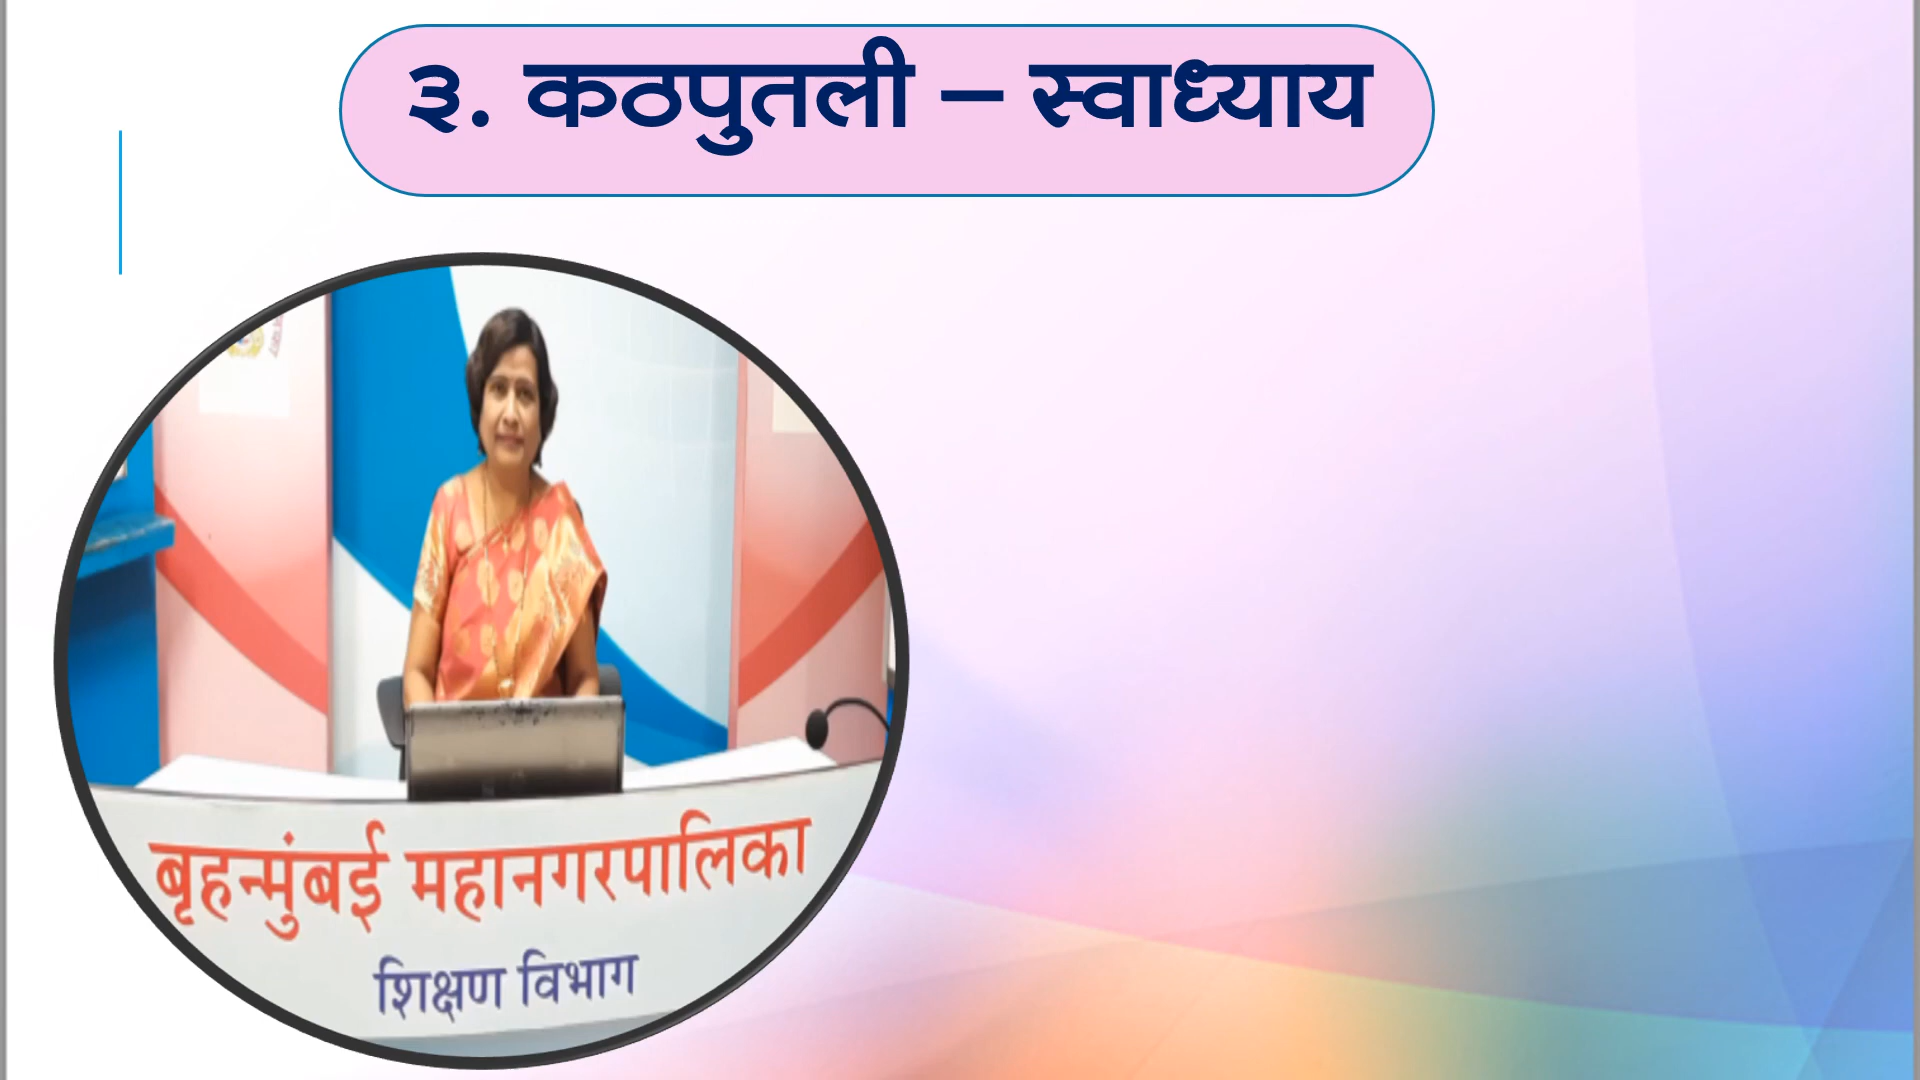 ३. कठपुतली – स्वाध्याय
बृहन्मुंबई महानगरपालिका
शिक्षण विभाग